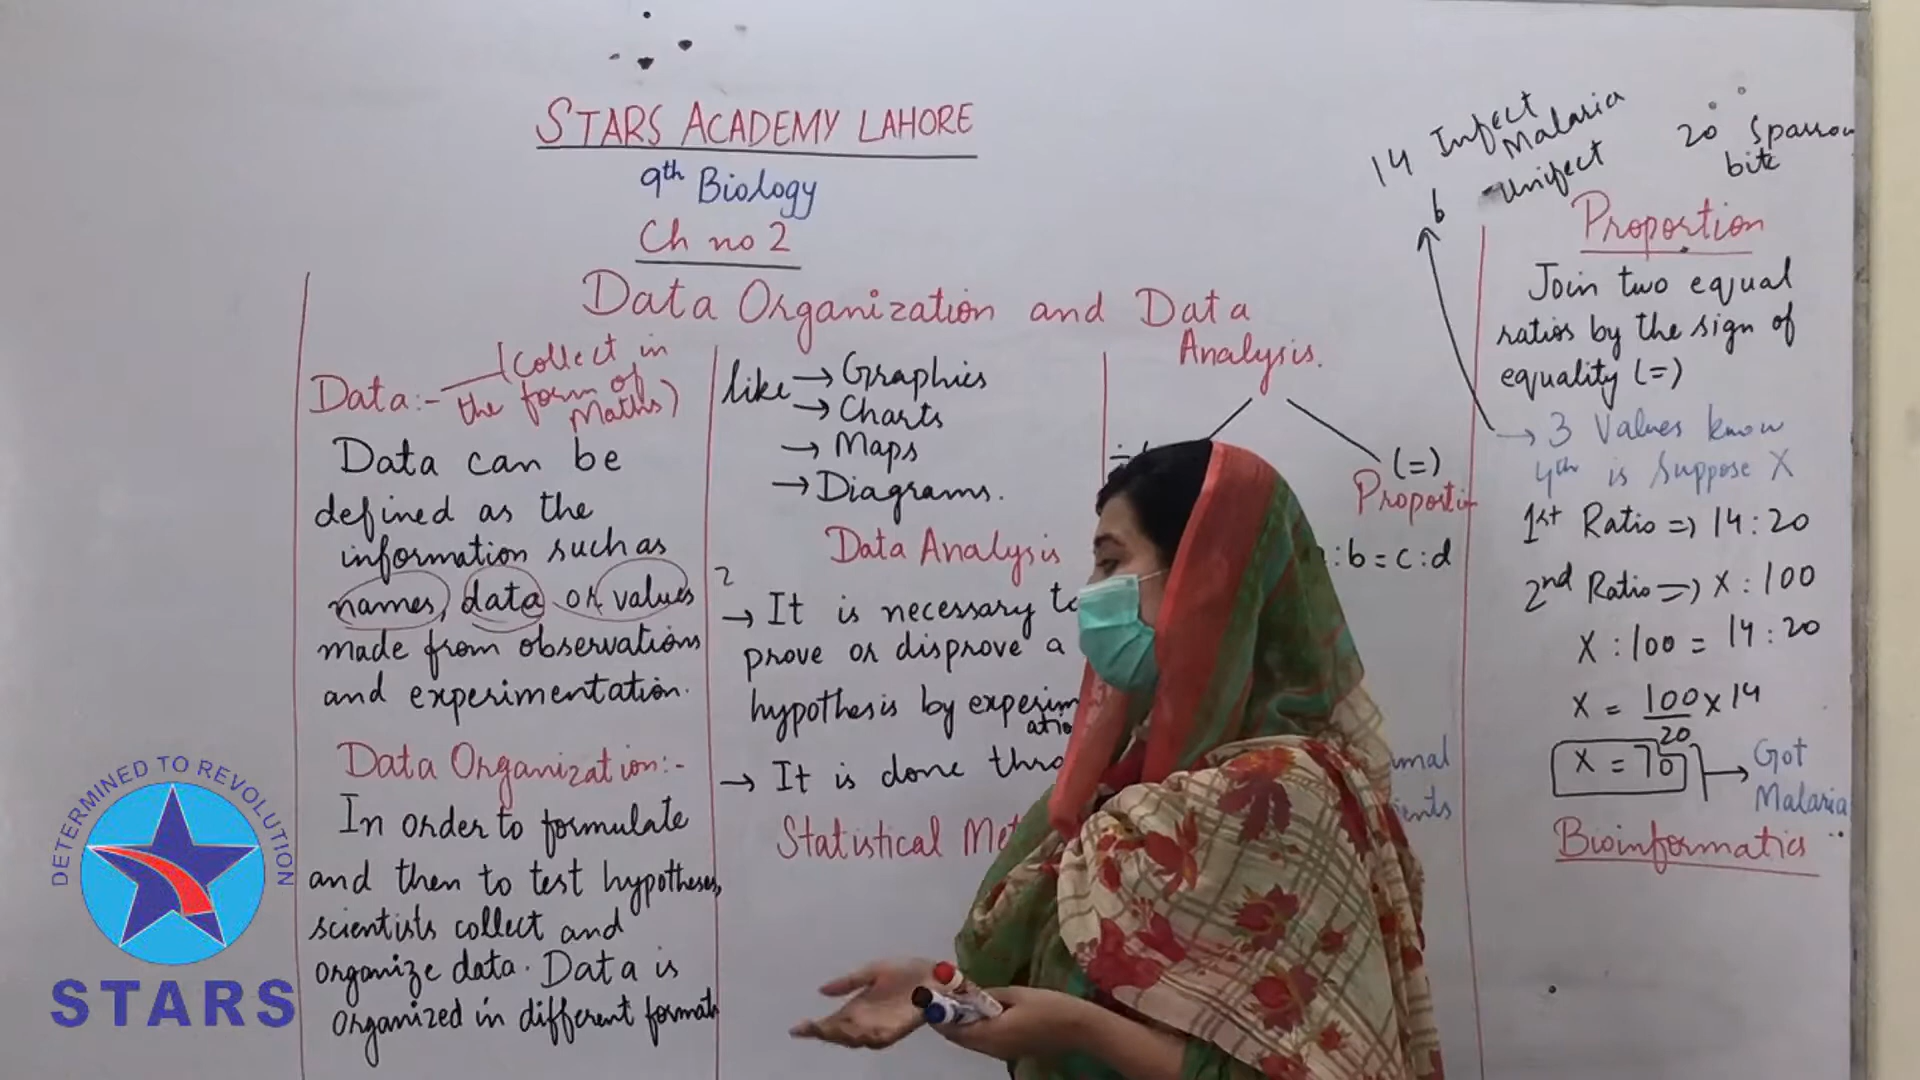 STARS ACADEMY LAHORE
9th Biology
Ch no 2
Data Organization and Data
Analysis.
Data:- (Collect in
the form of
Maths)
Data can be
defined as the
information such as
names, data or values
made from observations
and experimentation.
Data Organization:-
In order to formulate
and then to test hypotheses,
scientists collect and
organize data. Data is
organized in different formats
like → Graphics
→ Charts
→ Maps
→ Diagrams.
Data Analysis
→ It is necessary to
prove or disprove a
hypothesis by experim
ation
→ It is done thro
Statistical Met
(=)
Proportin
:b=c:d
14 Infect
Malaria
6 Unifect
20 Sparrow
bite
Proportion
Join two equal
ratios by the sign of
equality (=)
→ 3 Values know
4th is Suppose X
1st Ratio => 14:20
2nd Ratio => X:100
X:100 = 14:20
X = 100 x 14
20
X = 70 → Got
Malaria
Bioinformatics
DETERMINED TO REVOLUTION
STARS